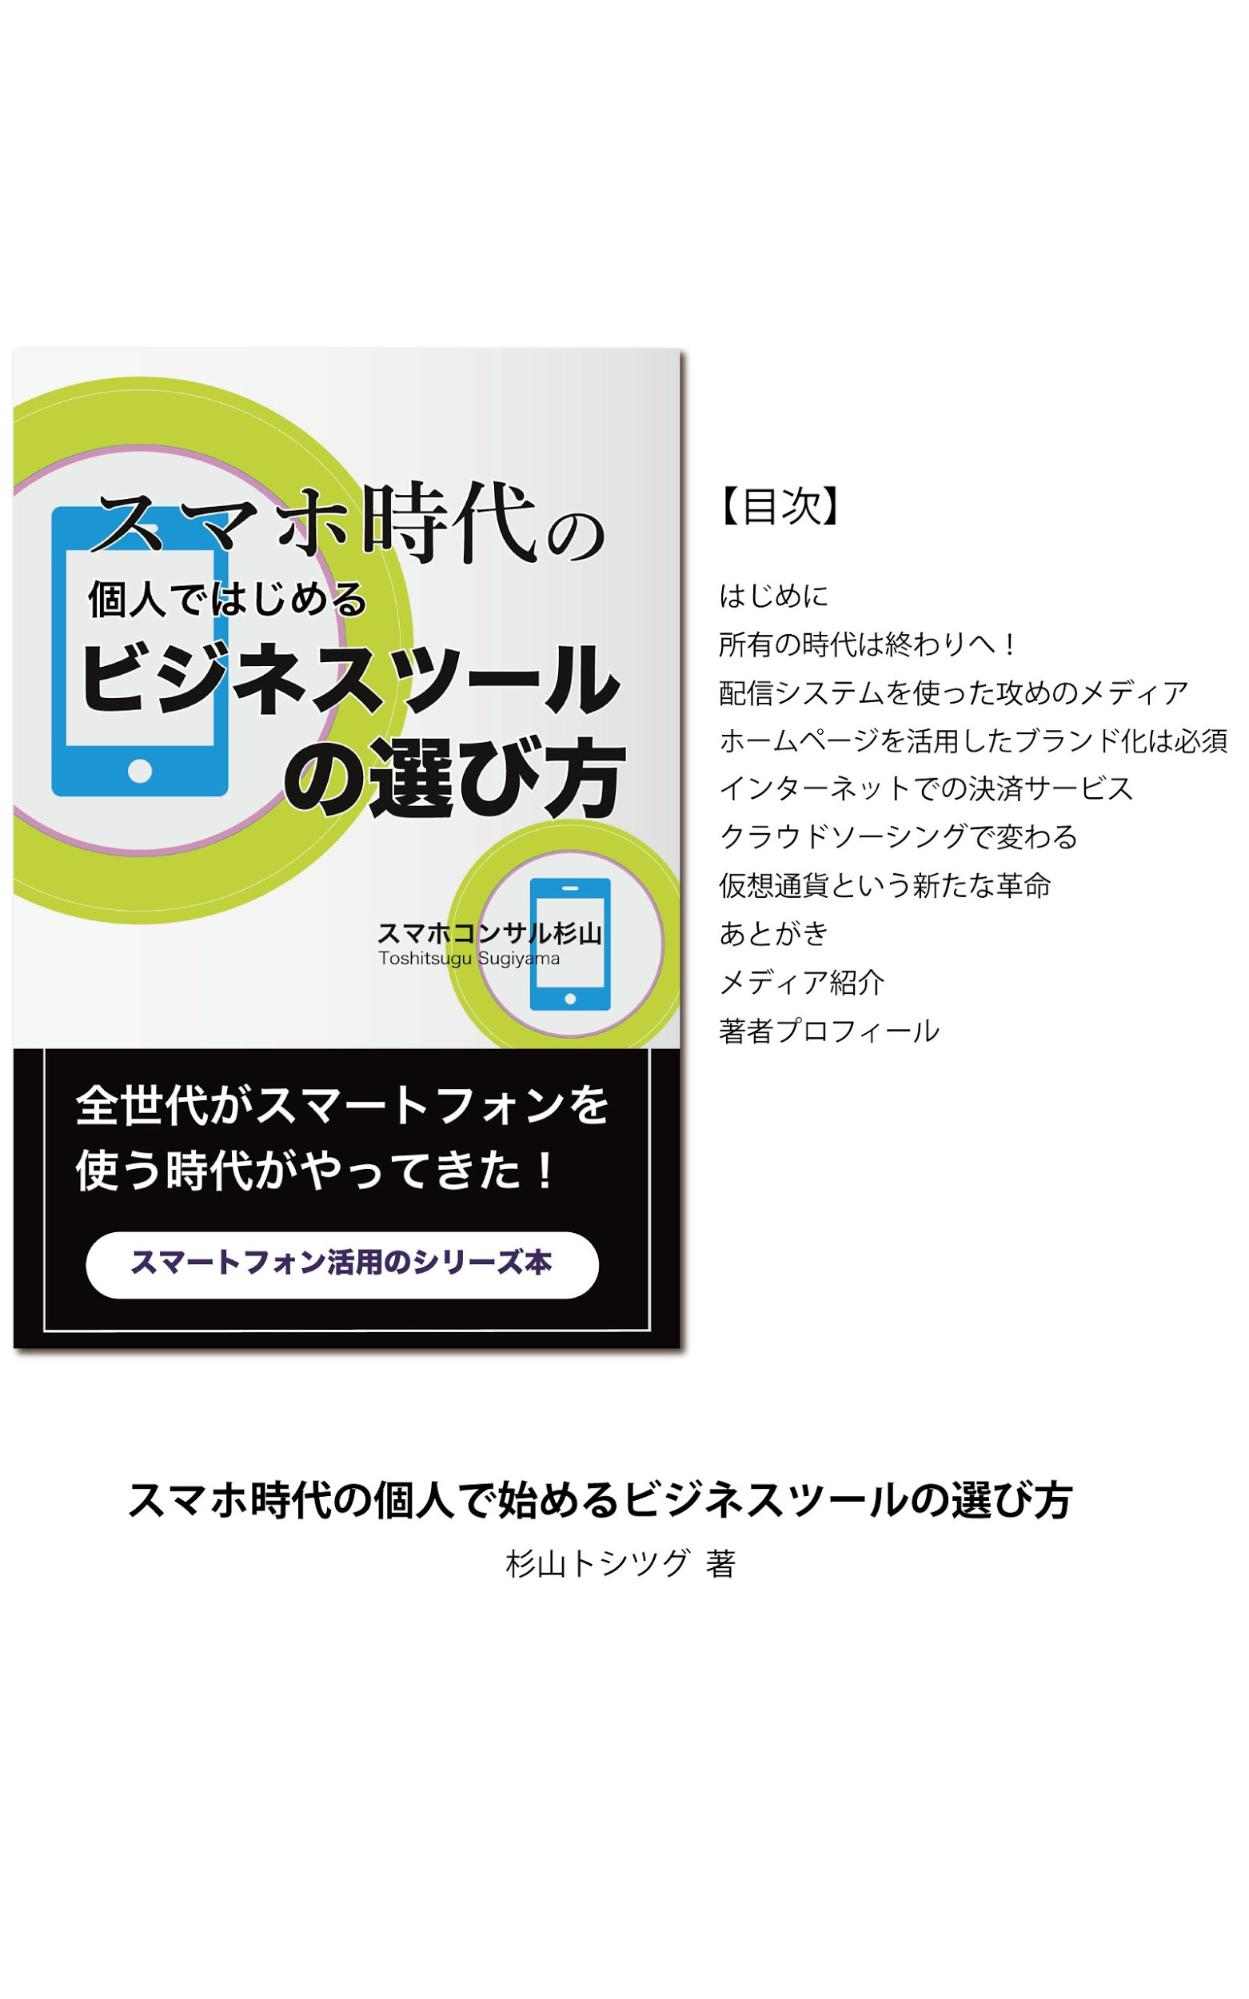 スマホ時代の
個人ではじめる
ビジネスツール
の選び方
スマホコンサル杉山
Toshitsugu Sugiyama
全世代がスマートフォンを
使う時代がやってきた！
スマートフォン活用のシリーズ本
【目次】
はじめに
所有の時代は終わりへ！
配信システムを使った攻めのメディア
ホームページを活用したブランド化は必須
インターネットでの決済サービス
クラウドソーシングで変わる
仮想通貨という新たな革命
あとがき
メディア紹介
著者プロフィール
スマホ時代の個人で始めるビジネスツールの選び方
杉山トシツグ 著